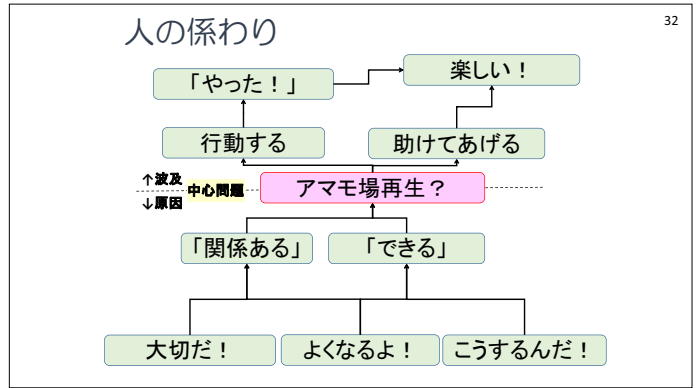 人の係わり
32
「やった！」
楽しい！
行動する
助けてあげる
↑波及
中心問題
↓原因
アマモ場再生？
「関係ある」
「できる」
大切だ！
よくなるよ！
こうするんだ！